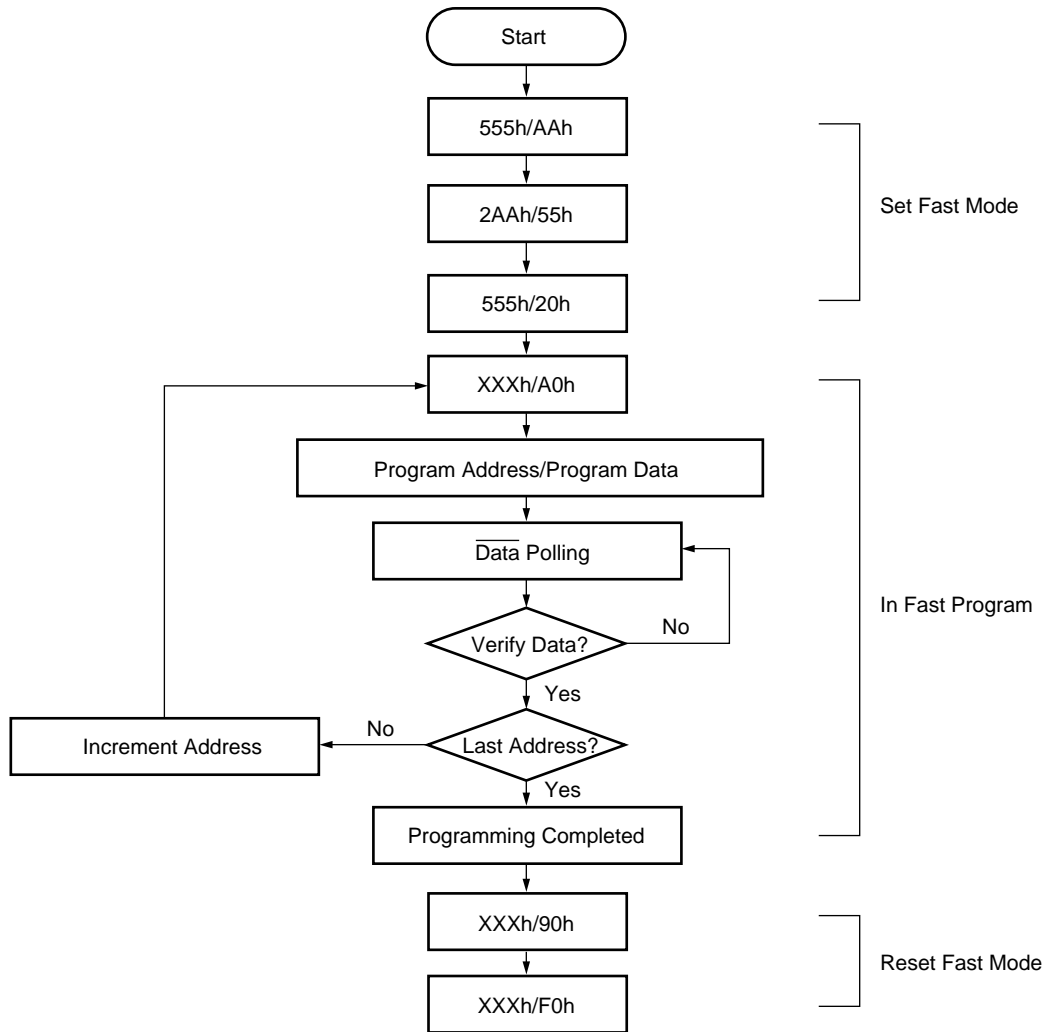 Start
555h/AAh
2AAh/55h
Set Fast Mode
555h/20h
XXXh/A0h
Program Address/Program Data
Data Polling
In Fast Program
Verify Data?
No
Yes
Increment Address
No
Last Address?
Yes
Programming Completed
XXXh/90h
Reset Fast Mode
XXXh/F0h